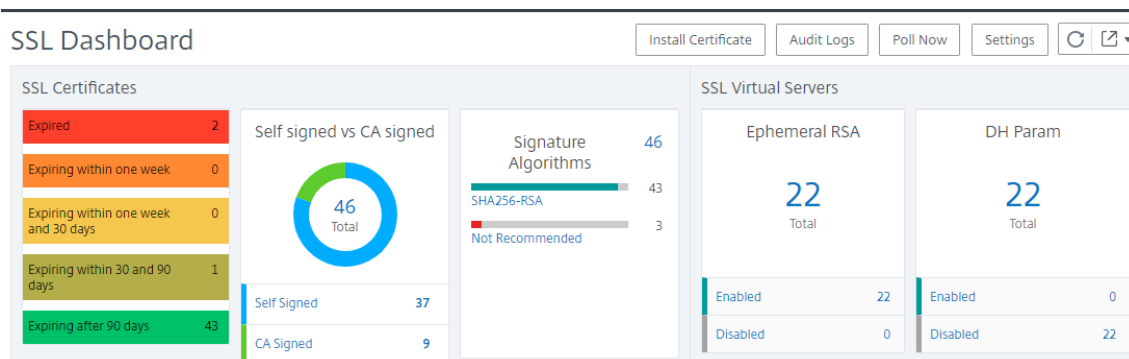 SSL Dashboard
Install Certificate
Audit Logs
Poll Now
Settings
SSL Certificates
Expired 2
Expiring within one week 0
Expiring within one week
and 30 days 0
Expiring within 30 and 90
days 1
Expiring after 90 days 43
Self signed vs CA signed
46
Total
Self Signed 37
CA Signed 9
Signature
Algorithms 46
43
SHA256-RSA
3
Not Recommended
SSL Virtual Servers
Ephemeral RSA
22
Total
Enabled 22
Disabled 0
DH Param
22
Total
Enabled 0
Disabled 22